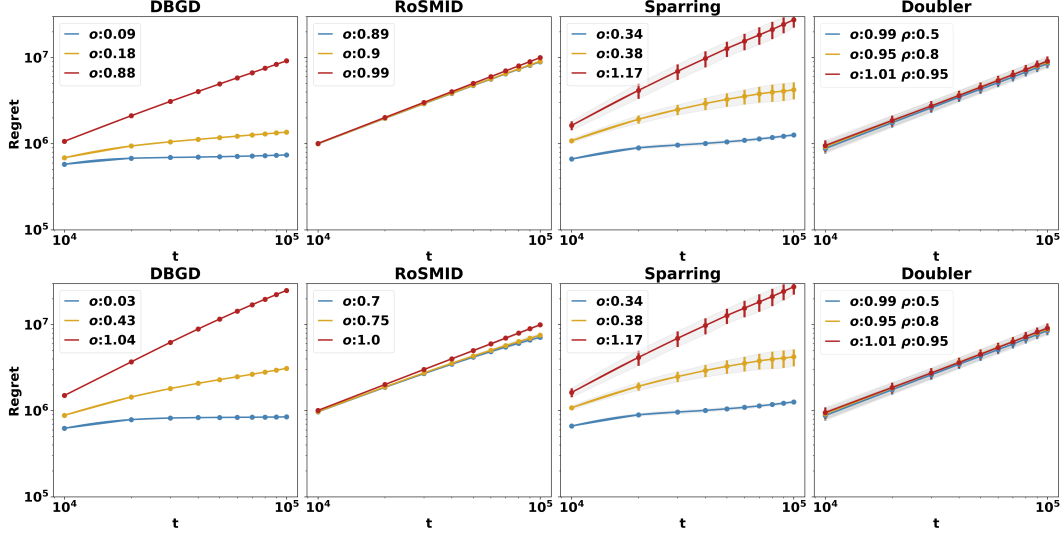 DBGD
RoSMID
Sparring
Doubler
Regret
10⁷
10⁶
10⁵
o:0.09
o:0.18
o:0.88
o:0.89
o:0.9
o:0.99
o:0.34
o:0.38
o:1.17
o:0.99 ρ:0.5
o:0.95 ρ:0.8
o:1.01 ρ:0.95
10⁴ 10⁵
10⁴ 10⁵
10⁴ 10⁵
10⁴ 10⁵
t
t
t
t
DBGD
RoSMID
Sparring
Doubler
Regret
10⁷
10⁶
10⁵
o:0.03
o:0.43
o:1.04
o:0.7
o:0.75
o:1.0
o:0.34
o:0.38
o:1.17
o:0.99 ρ:0.5
o:0.95 ρ:0.8
o:1.01 ρ:0.95
10⁴ 10⁵
10⁴ 10⁵
10⁴ 10⁵
10⁴ 10⁵
t
t
t
t